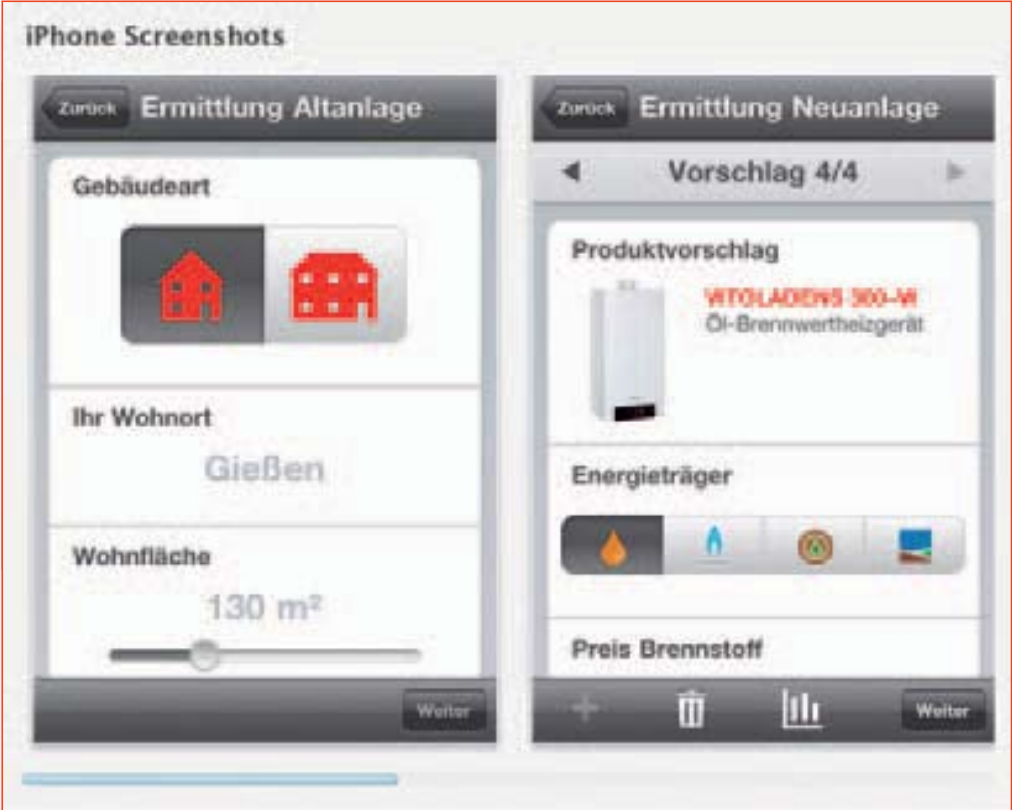 iPhone Screenshots
Zurück
Ermittlung Altanlage
Gebäudeart
Ihr Wohnort
Gießen
Wohnfläche
130 m²
Weiter
Zurück
Ermittlung Neuanlage
Vorschlag 4/4
Produktvorschlag
VITOLADENS 300-W
Öl-Brennwertheizgerät
Energieträger
Preis Brennstoff
Weiter